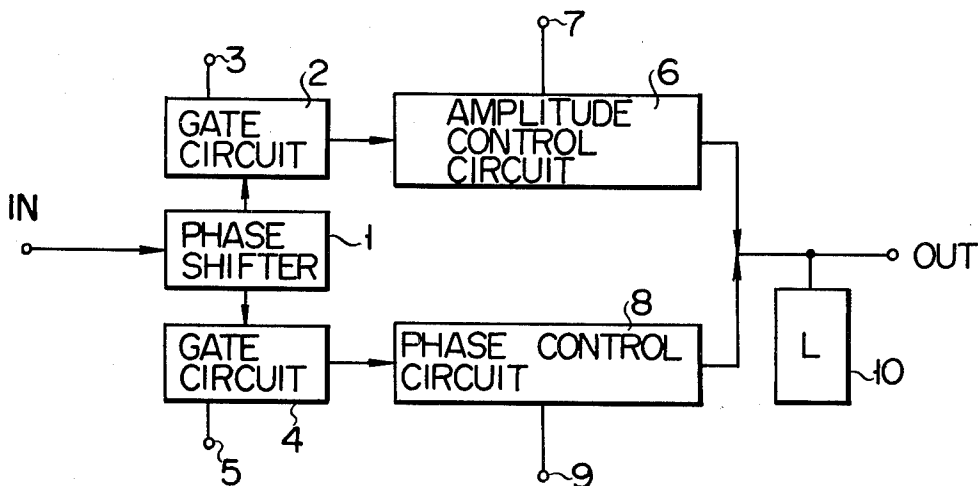 7
3
2
6
GATE
CIRCUIT
AMPLITUDE
CONTROL
CIRCUIT
IN
PHASE
SHIFTER
1
OUT
GATE
CIRCUIT
4
5
8
PHASE CONTROL
CIRCUIT
9
L
10